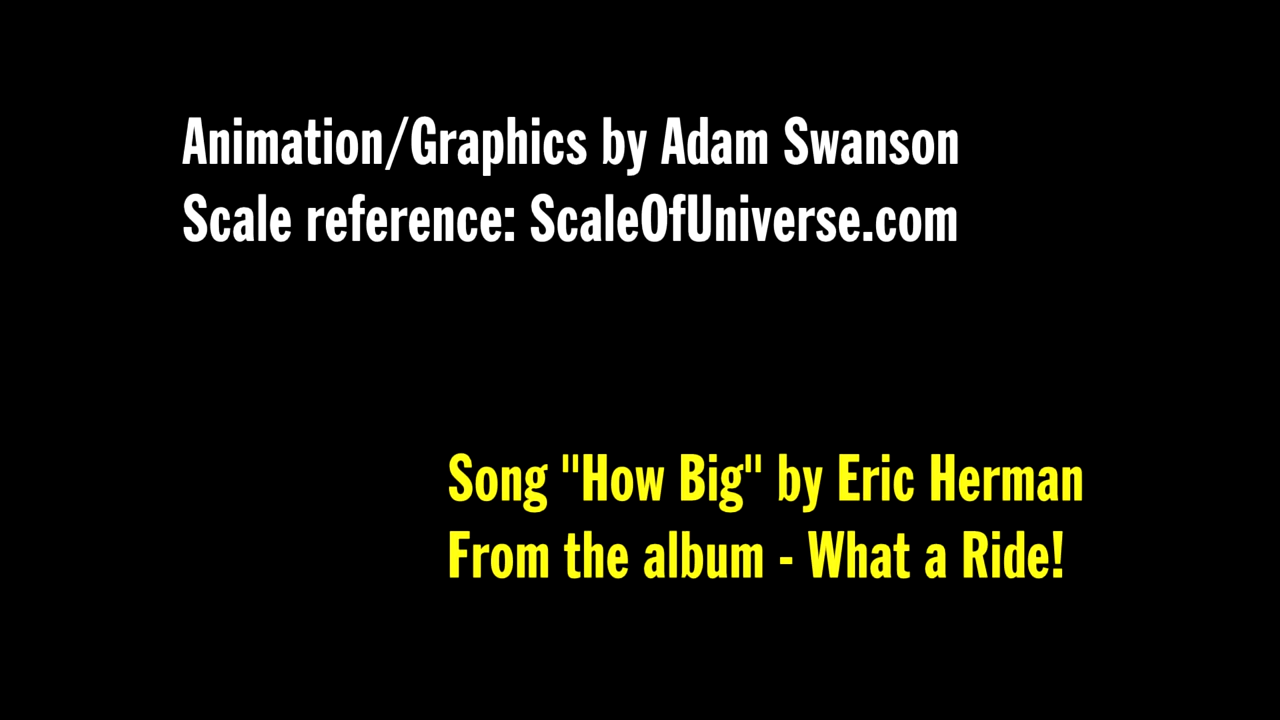 Animation/Graphics by Adam Swanson
Scale reference: ScaleOfUniverse.com
Song "How Big" by Eric Herman
From the album - What a Ride!